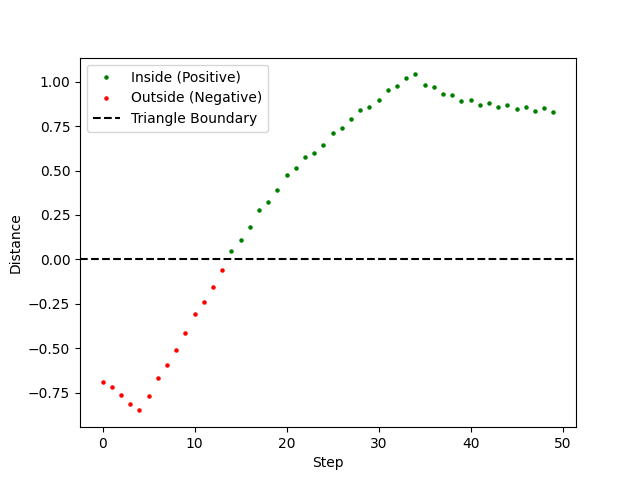 Inside (Positive)
Outside (Negative)
Triangle Boundary
1.00
0.75
0.50
0.25
0.00
−0.25
−0.50
−0.75
Distance
0 10 20 30 40 50
Step